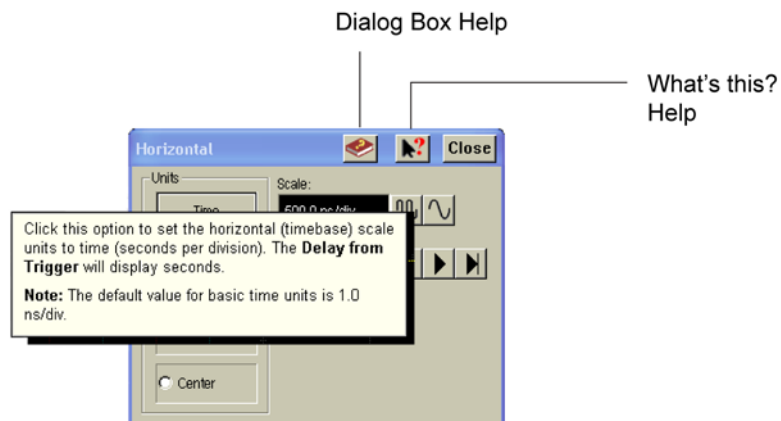 Dialog Box Help
What's this?
Help
Horizontal
Close
Units
Scale:
Click this option to set the horizontal (timebase) scale
units to time (seconds per division). The Delay from
Trigger will display seconds.
Note: The default value for basic time units is 1.0
ns/div.
Center